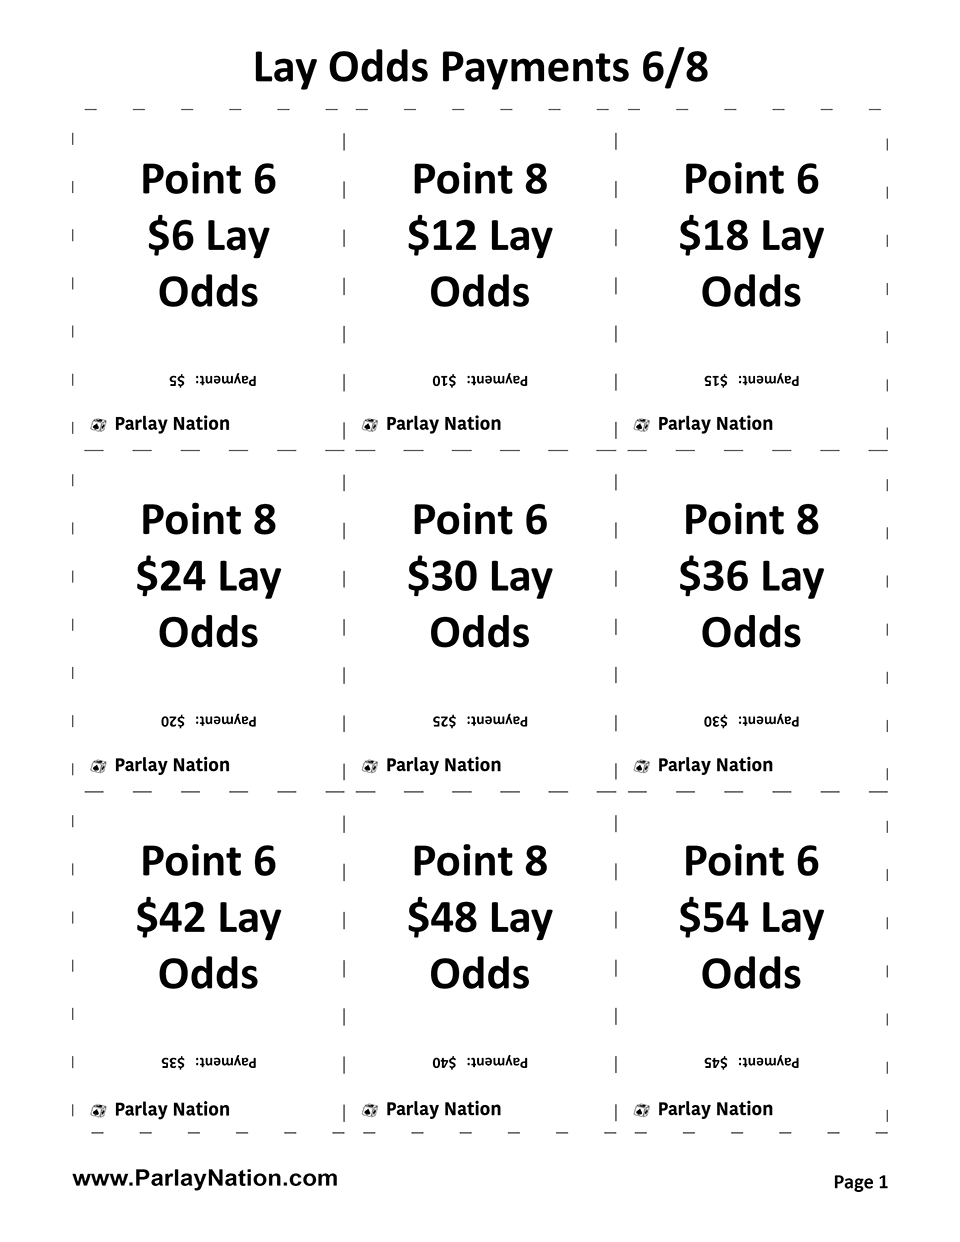 Lay Odds Payments 6/8
Point 6
$6 Lay
Odds
Payment: $5
Parlay Nation
Point 8
$12 Lay
Odds
Payment: $10
Parlay Nation
Point 6
$18 Lay
Odds
Payment: $15
Parlay Nation
Point 8
$24 Lay
Odds
Payment: $20
Parlay Nation
Point 6
$30 Lay
Odds
Payment: $25
Parlay Nation
Point 8
$36 Lay
Odds
Payment: $30
Parlay Nation
Point 6
$42 Lay
Odds
Payment: $35
Parlay Nation
Point 8
$48 Lay
Odds
Payment: $40
Parlay Nation
Point 6
$54 Lay
Odds
Payment: $45
Parlay Nation
www.ParlayNation.com
Page 1